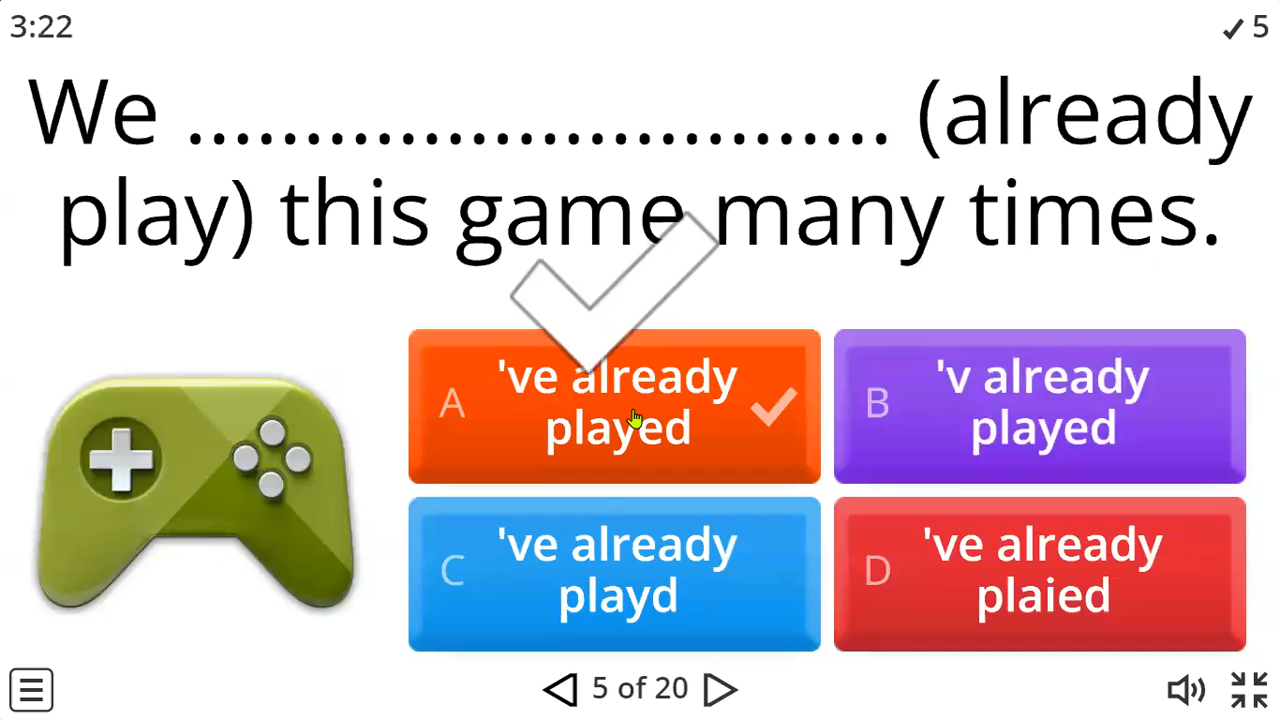 3:22
5
We .............................. (already
play) this game many times.
A
've already
played
B
'v already
played
C
've already
playd
D
've already
plaied
5 of 20